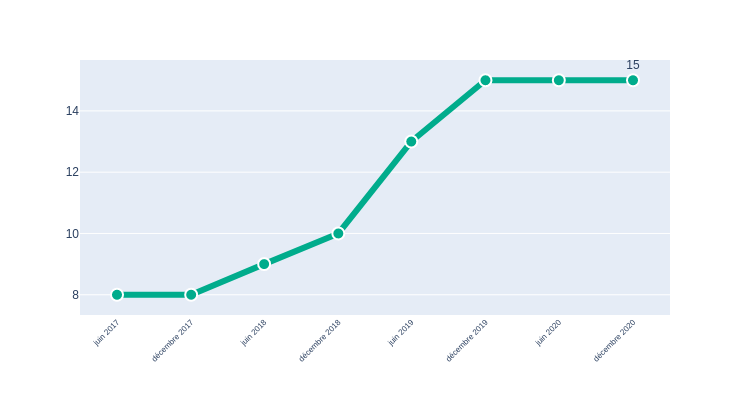 15
14
12
10
8
juin 2017
décembre 2017
juin 2018
décembre 2018
juin 2019
décembre 2019
juin 2020
décembre 2020